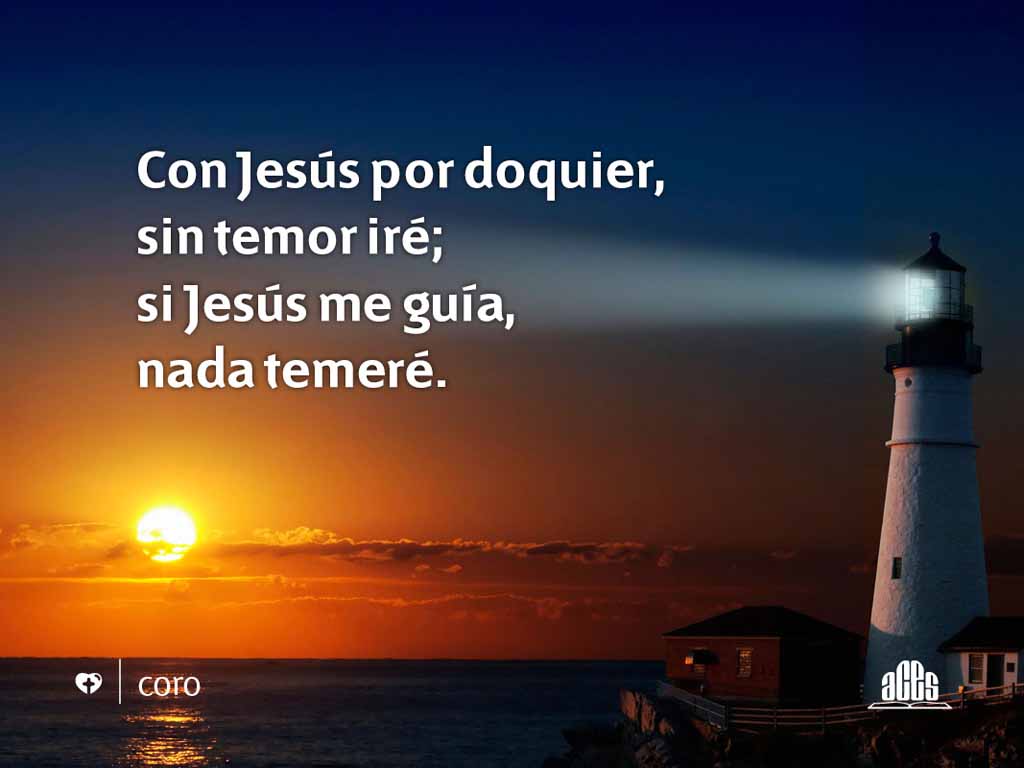 Con Jesús por doquier,
sin temor iré;
si Jesús me guía,
nada temeré.
coro
aces